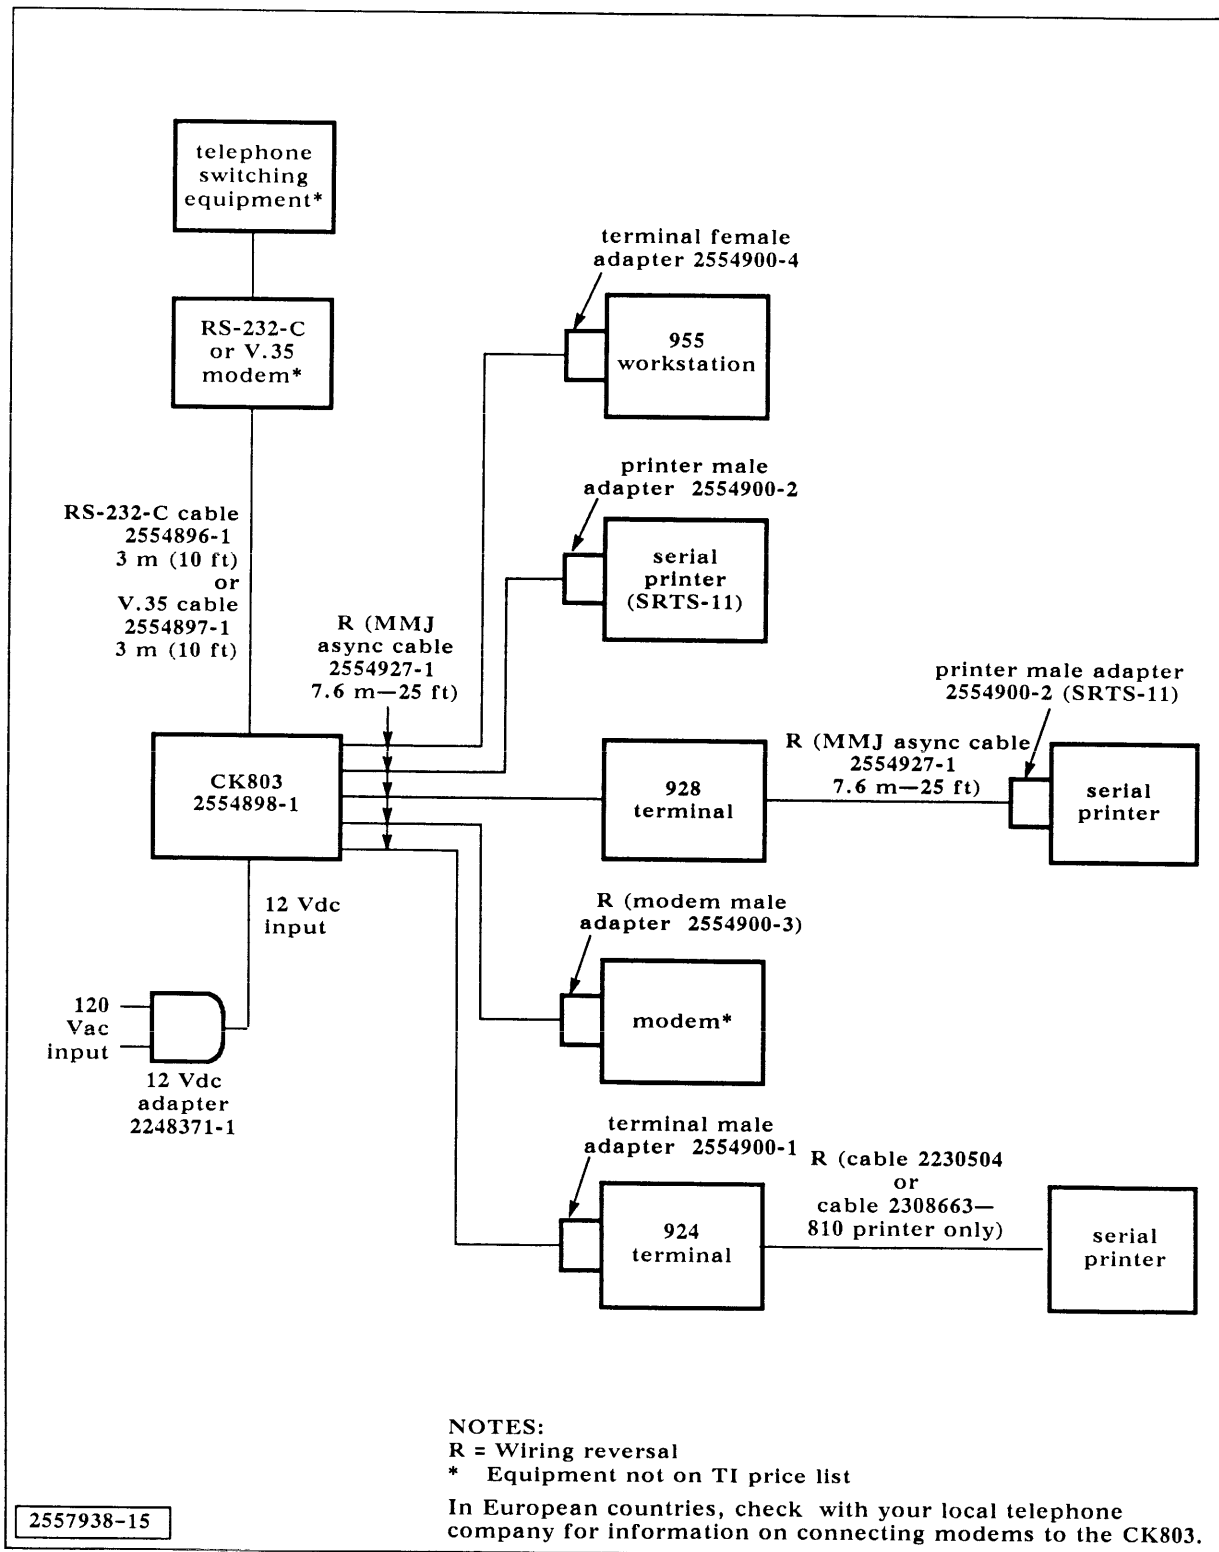 telephone
switching
equipment*
RS-232-C
or V.35
modem*
RS-232-C cable
2554896-1
3 m (10 ft)
or
V.35 cable
2554897-1
3 m (10 ft)
R (MMJ
async cable
2554927-1
7.6 m—25 ft)
CK803
2554898-1
12 Vdc
input
120
Vac
input
12 Vdc
adapter
2248371-1
terminal female
adapter 2554900-4
955
workstation
printer male
adapter 2554900-2
serial
printer
(SRTS-11)
928
terminal
R (MMJ async cable
2554927-1
7.6 m—25 ft)
printer male adapter
2554900-2 (SRTS-11)
serial
printer
R (modem male
adapter 2554900-3)
modem*
terminal male
adapter 2554900-1
924
terminal
R (cable 2230504
or
cable 2308663—
810 printer only)
serial
printer
NOTES:
R = Wiring reversal
* Equipment not on TI price list
In European countries, check with your local telephone
company for information on connecting modems to the CK803.
2557938-15